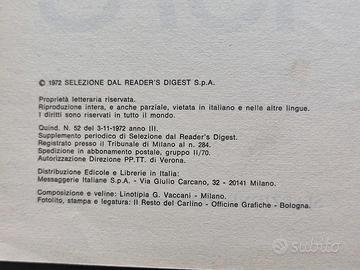 © 1972 SELEZIONE DAL READER'S DIGEST S.p.A.
Proprietà letteraria riservata.
Riproduzione intera, e anche parziale, vietata in italiano e nelle altre lingue.
I diritti sono riservati in tutto il mondo.
Quind. N. 52 del 3-11-1972 anno III.
Supplemento periodico di Selezione dal Reader's Digest.
Registrato presso il Tribunale di Milano al n. 284.
Spedizione in abbonamento postale, gruppo II/70.
Autorizzazione Direzione PP.TT. di Verona.
Distribuzione Edicole e Librerie in Italia:
Messaggerie Italiane S.p.A. - Via Giulio Carcano, 32 - 20141 Milano.
Composizione e veline: Linotipia G. Vaccani - Milano.
Fotolito, stampa e legatura: Il Resto del Carlino - Officine Grafiche - Bologna.
subito